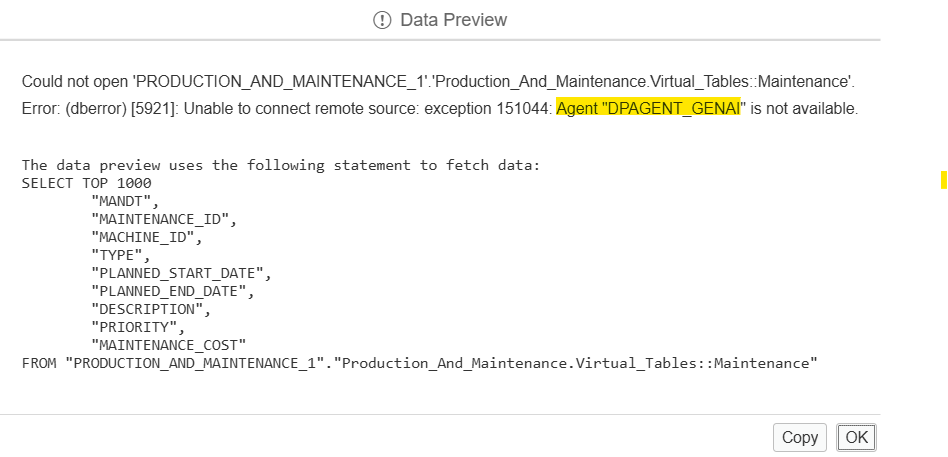 Data Preview
Could not open 'PRODUCTION_AND_MAINTENANCE_1'.'Production_And_Maintenance.Virtual_Tables::Maintenance'.
Error: (dberror) [5921]: Unable to connect remote source: exception 151044: Agent "DPAGENT_GENAI" is not available.
The data preview uses the following statement to fetch data:
SELECT TOP 1000
"MANDT",
"MAINTENANCE_ID",
"MACHINE_ID",
"TYPE",
"PLANNED_START_DATE",
"PLANNED_END_DATE",
"DESCRIPTION",
"PRIORITY",
"MAINTENANCE_COST"
FROM "PRODUCTION_AND_MAINTENANCE_1"."Production_And_Maintenance.Virtual_Tables::Maintenance"
Copy OK